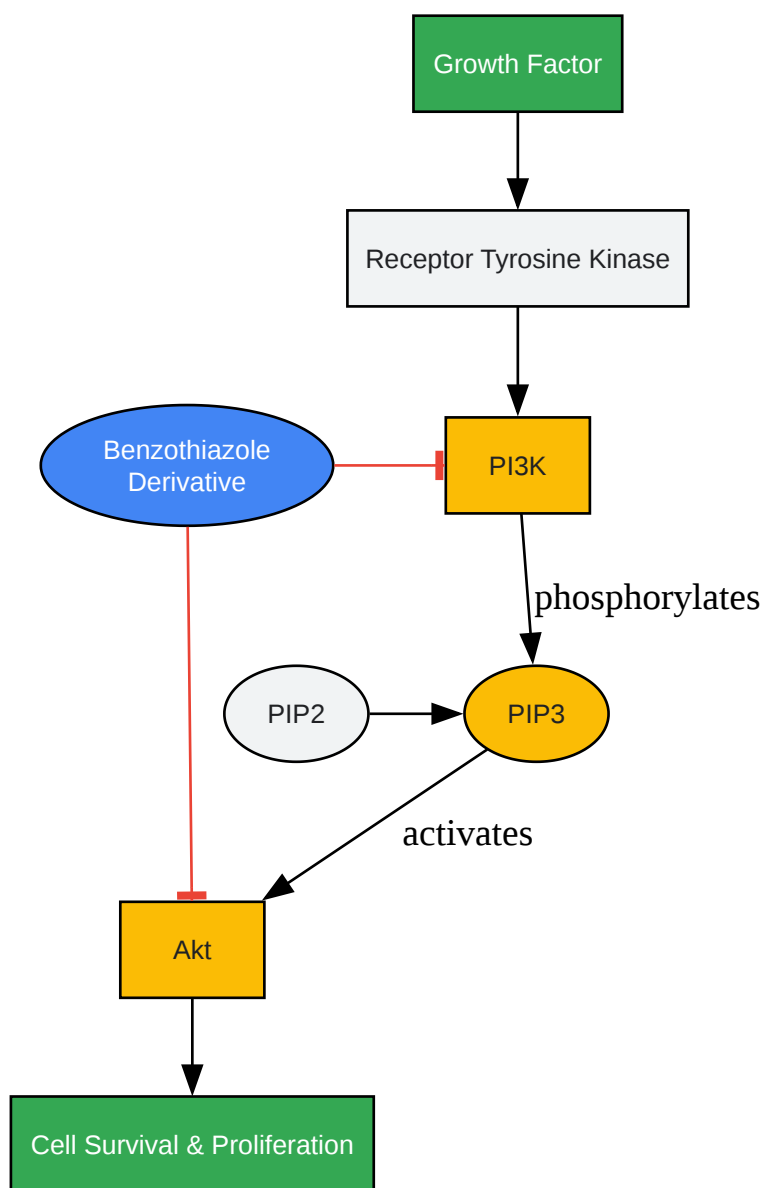 Growth Factor
Receptor Tyrosine Kinase
Benzothiazole
Derivative
PI3K
phosphorylates
PIP2
PIP3
activates
Akt
Cell Survival & Proliferation